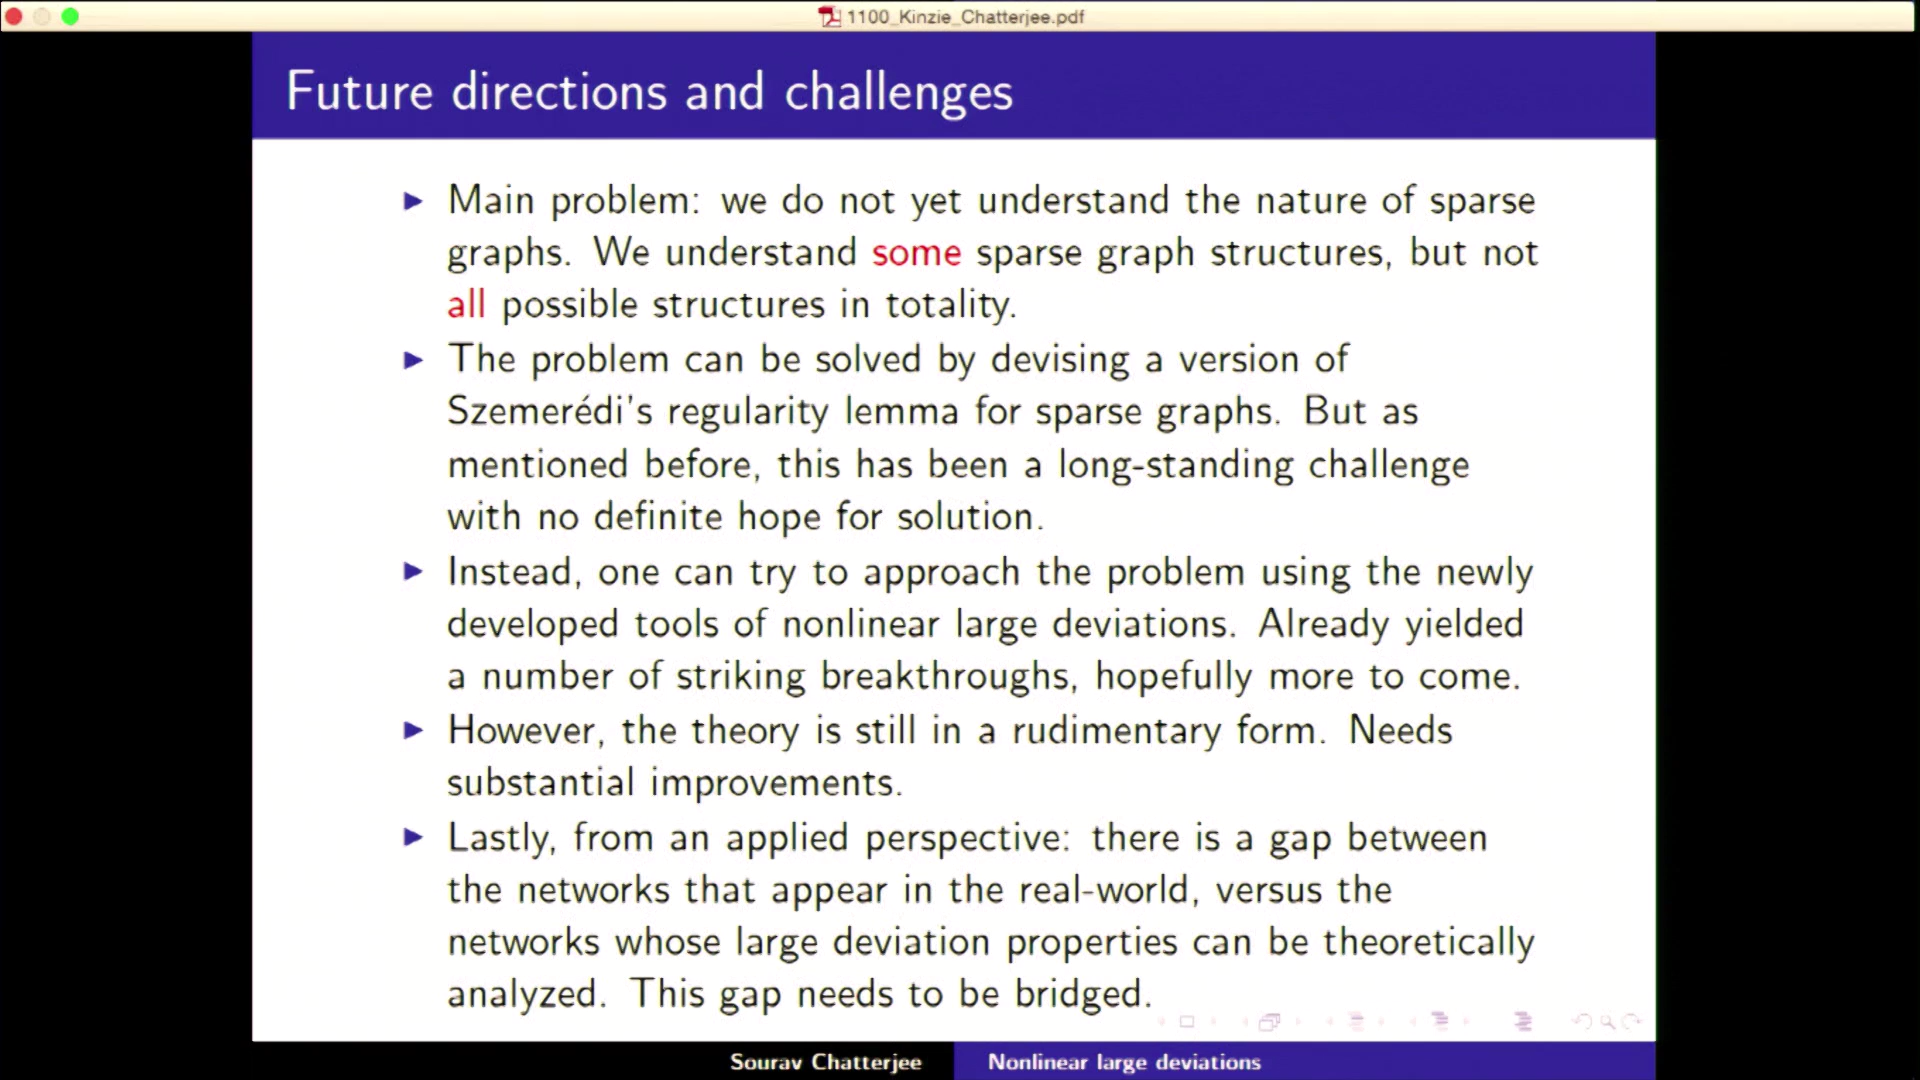 1100_Kinzie_Chatterjee.pdf
Future directions and challenges
Main problem: we do not yet understand the nature of sparse
graphs. We understand some sparse graph structures, but not
all possible structures in totality.
The problem can be solved by devising a version of
Szemerédi's regularity lemma for sparse graphs. But as
mentioned before, this has been a long-standing challenge
with no definite hope for solution.
Instead, one can try to approach the problem using the newly
developed tools of nonlinear large deviations. Already yielded
a number of striking breakthroughs, hopefully more to come.
However, the theory is still in a rudimentary form. Needs
substantial improvements.
Lastly, from an applied perspective: there is a gap between
the networks that appear in the real-world, versus the
networks whose large deviation properties can be theoretically
analyzed. This gap needs to be bridged.
Sourav Chatterjee
Nonlinear large deviations